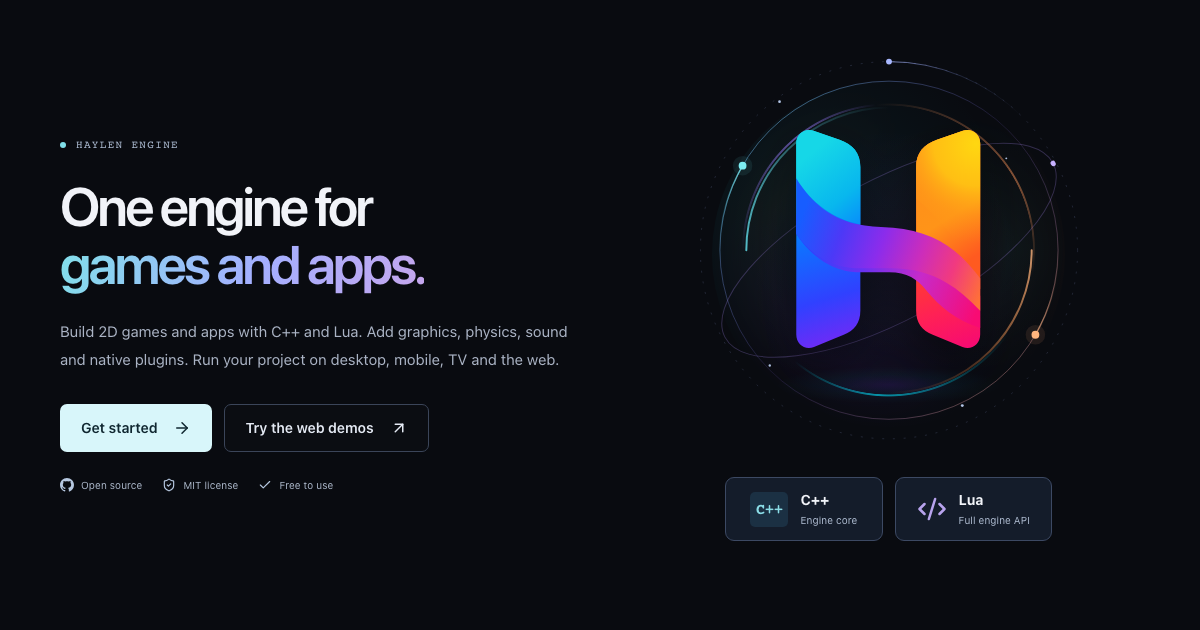 HAYLEN ENGINE
One engine for
games and apps.
Build 2D games and apps with C++ and Lua. Add graphics, physics, sound
and native plugins. Run your project on desktop, mobile, TV and the web.
Get started
Try the web demos
Open source
MIT license
Free to use
H
C++
C++
Engine core
Lua
Full engine API